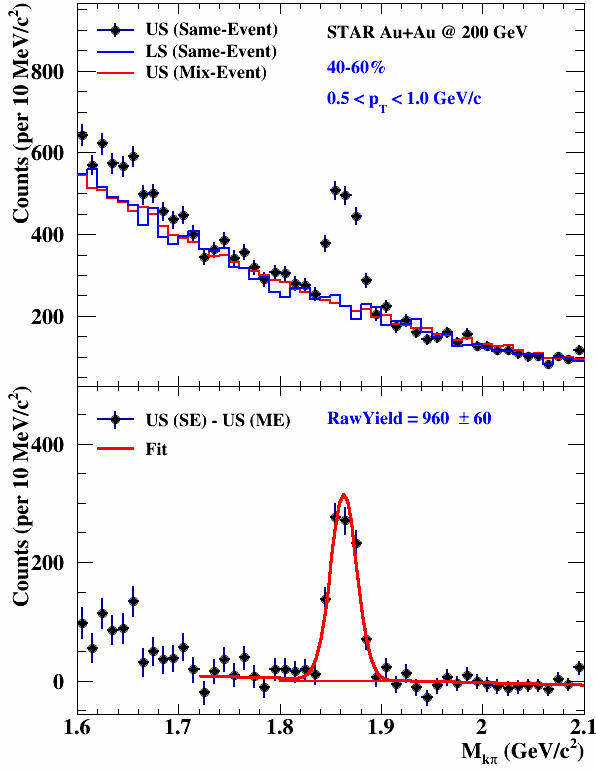 US (Same-Event)
LS (Same-Event)
US (Mix-Event)
STAR Au+Au @ 200 GeV
40-60%
0.5 < p_T < 1.0 GeV/c
Counts (per 10 MeV/c²)
800
600
400
200
US (SE) - US (ME)
Fit
RawYield = 960 ± 60
Counts (per 10 MeV/c²)
400
200
0
1.6 1.7 1.8 1.9 2 2.1
M_kπ (GeV/c²)